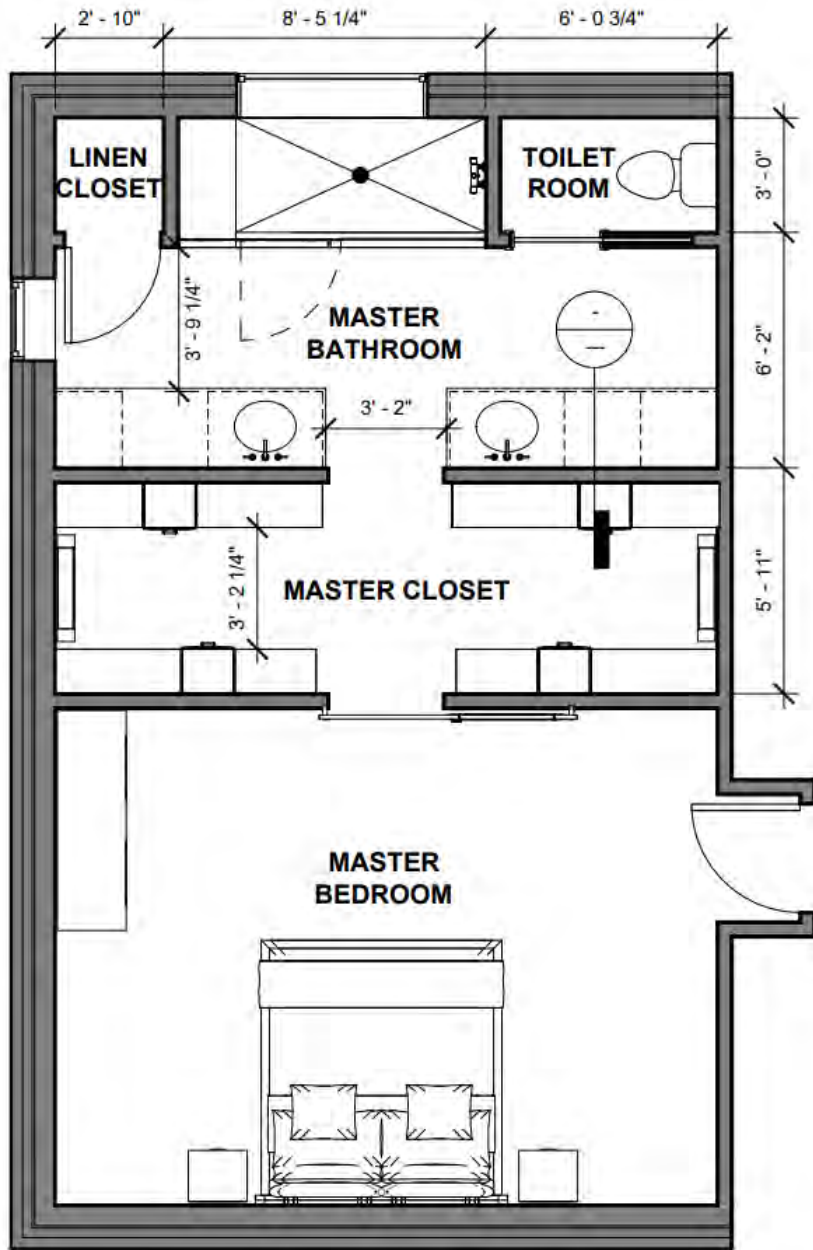 2' - 10"
8' - 5 1/4"
6' - 0 3/4"
LINEN
CLOSET
TOILET
ROOM
3' - 0"
3' - 9 1/4"
MASTER
BATHROOM
6' - 2"
3' - 2"
3' - 2 1/4"
MASTER CLOSET
5' - 11"
MASTER
BEDROOM